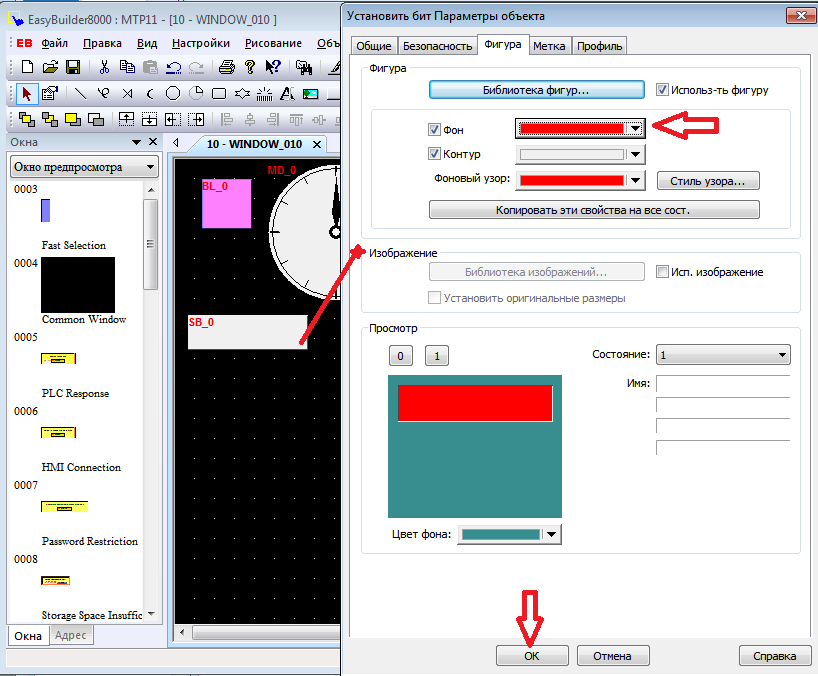 EasyBuilder8000 : MTP11 - [10 - WINDOW_010 ]
EB Файл Правка Вид Настройки Рисование Объ
Окна
Окно предпросмотра
0003
Fast Selection
0004
Common Window
0005
PLC Response
0006
HMI Connection
0007
Password Restriction
0008
Storage Space Insuffic
Окна Адрес
10 - WINDOW_010
MD_0
BL_0
SB_0
Установить бит Параметры объекта
Общие Безопасность Фигура Метка Профиль
Фигура
Библиотека фигур... Использ-ть фигуру
Фон
Контур
Фоновый узор: Стиль узора...
Копировать эти свойства на все сост.
Изображение
Библиотека изображений... Исп. изображение
Установить оригинальные размеры
Просмотр
0 1 Состояние: 1
Имя:
Цвет фона:
OK Отмена Справка